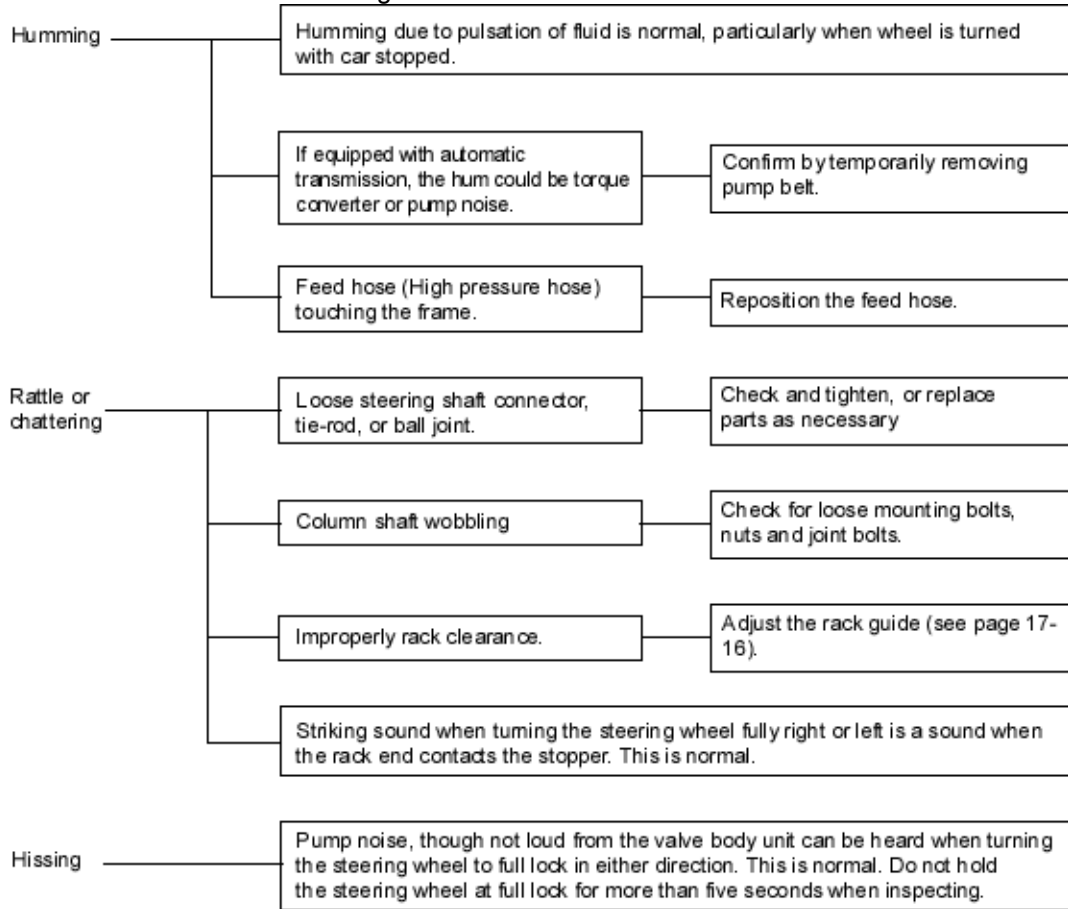 Humming
Humming due to pulsation of fluid is normal, particularly when wheel is turned
with car stopped.
If equipped with automatic
transmission, the hum could be torque
converter or pump noise.
Confirm by temporarily removing
pump belt.
Feed hose (High pressure hose)
touching the frame.
Reposition the feed hose.
Rattle or
chattering
Loose steering shaft connector,
tie-rod, or ball joint.
Check and tighten, or replace
parts as necessary
Column shaft wobbling
Check for loose mounting bolts,
nuts and joint bolts.
Improperly rack clearance.
Adjust the rack guide (see page 17-
16).
Striking sound when turning the steering wheel fully right or left is a sound when
the rack end contacts the stopper. This is normal.
Hissing
Pump noise, though not loud from the valve body unit can be heard when turning
the steering wheel to full lock in either direction. This is normal. Do not hold
the steering wheel at full lock for more than five seconds when inspecting.